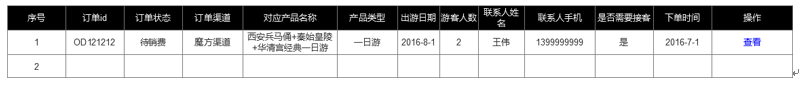 序号 订单id 订单状态 订单渠道 对应产品名称 产品类型 出游日期 游客人数 联系人姓名 联系人手机 是否需要接客 下单时间 操作
1 OD121212 待销费 魔方渠道 西安兵马俑+秦始皇陵+华清宫经典一日游 一日游 2016-8-1 2 王伟 1399999999 是 2016-7-1 查看
2